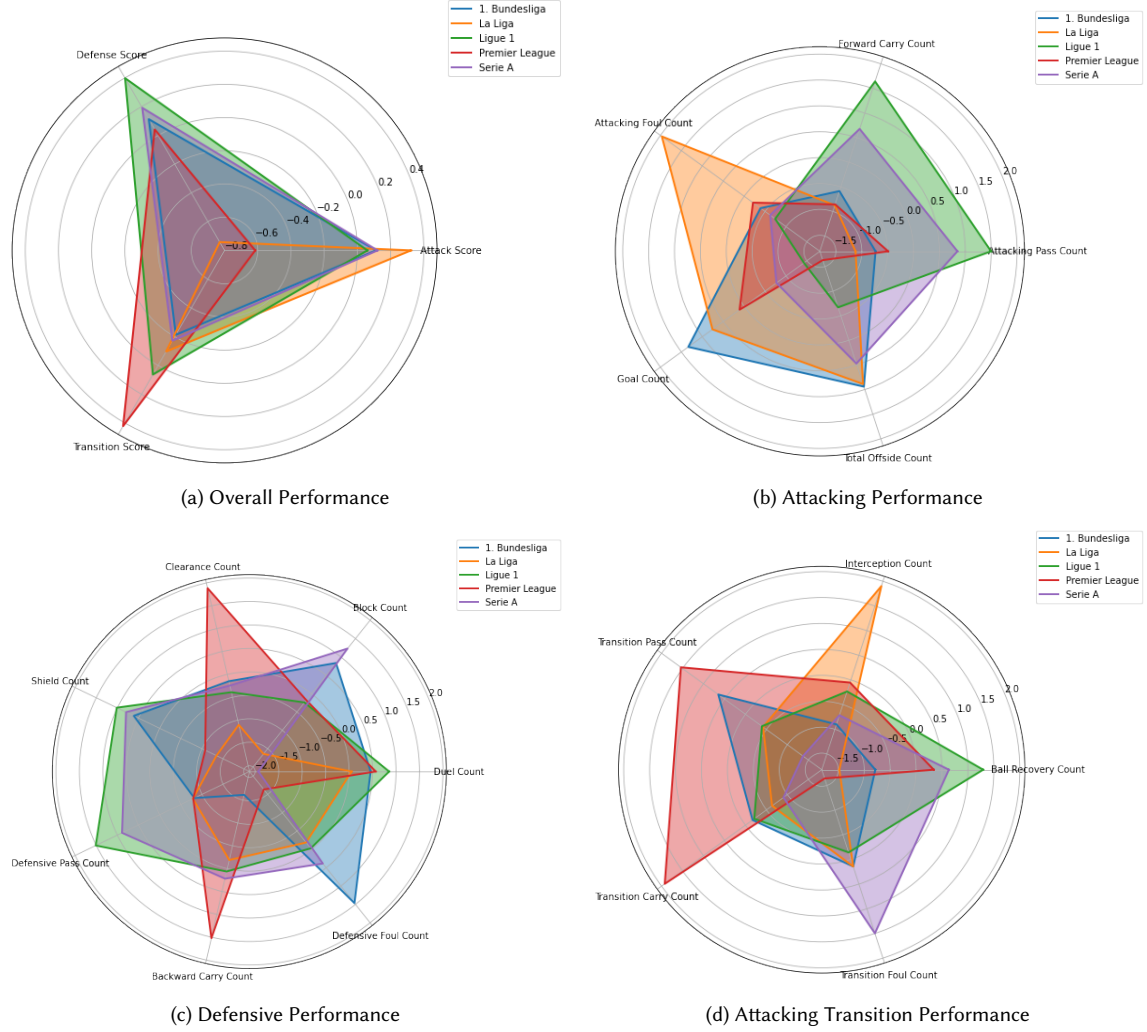 1. Bundesliga
La Liga
Ligue 1
Premier League
Serie A
Defense Score
0.4
0.2
0.0
−0.2
−0.4
−0.6
−0.8
Attack Score
Transition Score
(a) Overall Performance
1. Bundesliga
La Liga
Ligue 1
Premier League
Serie A
Forward Carry Count
Attacking Foul Count
2.0
1.5
1.0
0.5
0.0
−0.5
−1.0
−1.5
Attacking Pass Count
Goal Count
Total Offside Count
(b) Attacking Performance
1. Bundesliga
La Liga
Ligue 1
Premier League
Serie A
Clearance Count
Block Count
Shield Count
2.0
1.5
1.0
0.5
0.0
−0.5
−1.0
−1.5
−2.0
Duel Count
Defensive Pass Count
Defensive Foul Count
Backward Carry Count
(c) Defensive Performance
1. Bundesliga
La Liga
Ligue 1
Premier League
Serie A
Interception Count
Transition Pass Count
2.0
1.5
1.0
0.5
0.0
−0.5
−1.0
−1.5
Ball Recovery Count
Transition Carry Count
Transition Foul Count
(d) Attacking Transition Performance